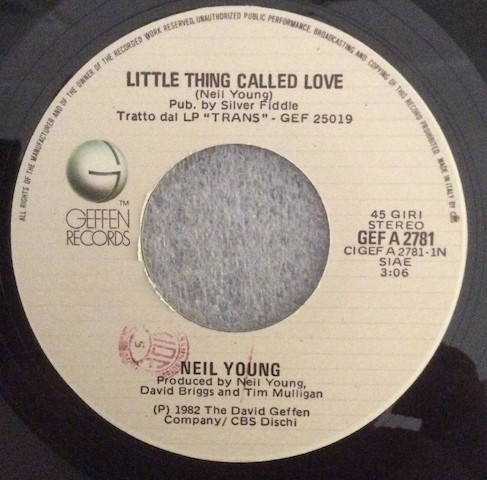 ALL RIGHTS OF THE MANUFACTURER AND OF THE OWNER OF THE RECORDED WORK RESERVED. UNAUTHORIZED PUBLIC PERFORMANCE, BROADCASTING AND COPYING OF THIS RECORD PROHIBITED. MADE IN ITALY BY
LITTLE THING CALLED LOVE
(Neil Young)
Pub. by Silver Fiddle
Tratto dal LP "TRANS" - GEF 25019
G
TM
GEFFEN
RECORDS
45 GIRI
STEREO
GEF A 2781
CI GEF A 2781-1N
SIAE
3:06
NEIL YOUNG
Produced by Neil Young,
David Briggs and Tim Mulligan
(P) 1982 The David Geffen
Company/ CBS Dischi